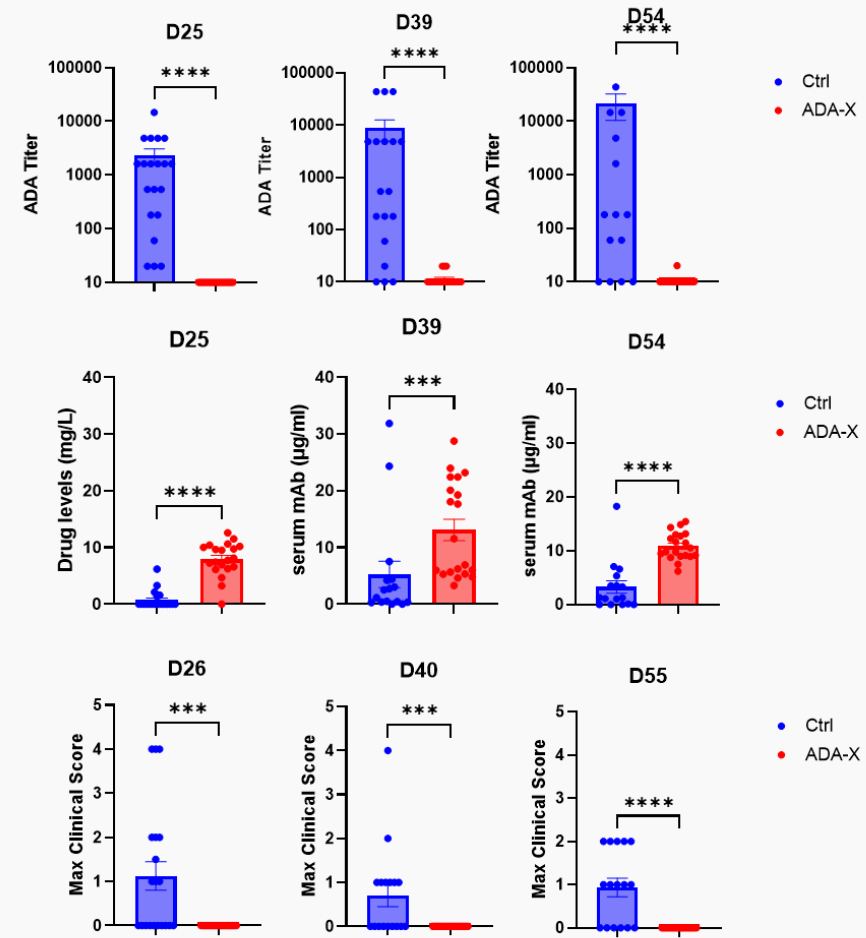 D25
D39
D54
****
****
****
100000
10000
1000
100
10
ADA Titer
100000
10000
1000
100
10
ADA Titer
100000
10000
1000
100
10
ADA Titer
Ctrl
ADA-X
D25
D39
D54
****
***
****
40
30
20
10
0
Drug levels (mg/L)
40
30
20
10
0
serum mAb (µg/ml)
40
30
20
10
0
serum mAb (µg/ml)
Ctrl
ADA-X
D26
D40
D55
***
***
****
5
4
3
2
1
0
Max Clinical Score
5
4
3
2
1
0
Max Clinical Score
5
4
3
2
1
0
Max Clinical Score
Ctrl
ADA-X